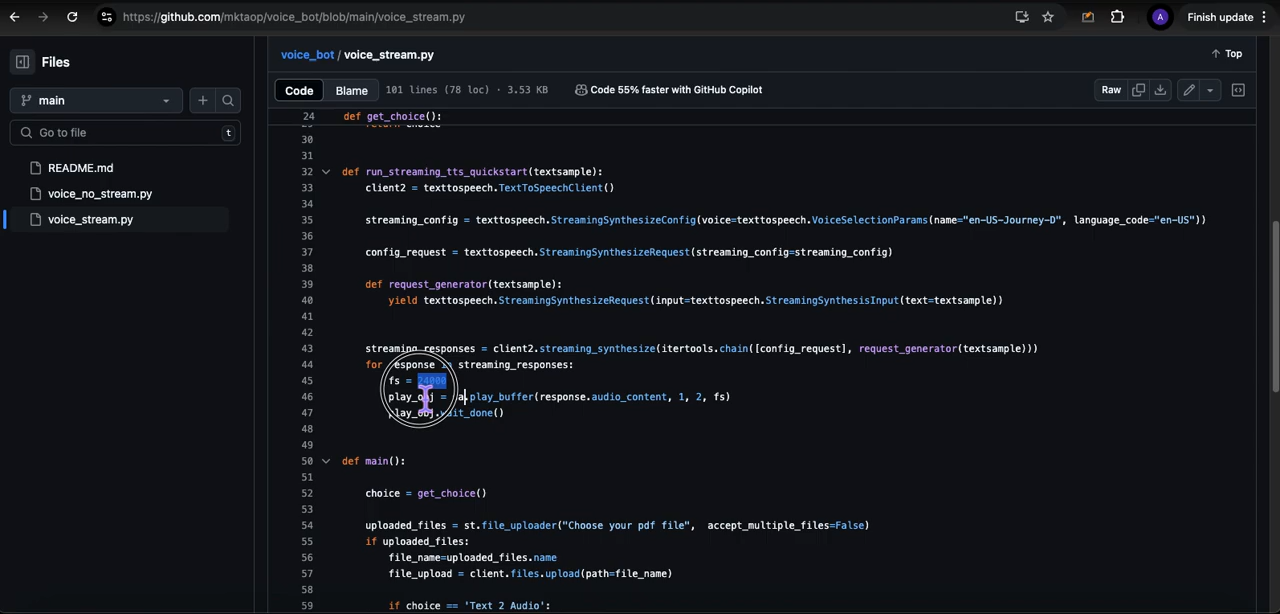 https://github.com/mktaop/voice_bot/blob/main/voice_stream.py
A
Finish update
Files
main
Go to file
t
README.md
voice_no_stream.py
voice_stream.py
voice_bot / voice_stream.py
Top
Code
Blame
101 lines (78 loc) · 3.53 KB
Code 55% faster with GitHub Copilot
Raw
24 def get_choice():
30
31
32 def run_streaming_tts_quickstart(textsample):
33 client2 = texttospeech.TextToSpeechClient()
34
35 streaming_config = texttospeech.StreamingSynthesizeConfig(voice=texttospeech.VoiceSelectionParams(name="en-US-Journey-D", language_code="en-US"))
36
37 config_request = texttospeech.StreamingSynthesizeRequest(streaming_config=streaming_config)
38
39 def request_generator(textsample):
40 yield texttospeech.StreamingSynthesizeRequest(input=texttospeech.StreamingSynthesisInput(text=textsample))
41
42
43 streaming_responses = client2.streaming_synthesize(itertools.chain([config_request], request_generator(textsample)))
44 for response in streaming_responses:
45 fs = 24000
46 play_obj = sa.play_buffer(response.audio_content, 1, 2, fs)
47 play_obj.wait_done()
48
49
50 def main():
51
52 choice = get_choice()
53
54 uploaded_files = st.file_uploader("Choose your pdf file", accept_multiple_files=False)
55 if uploaded_files:
56 file_name=uploaded_files.name
57 file_upload = client.files.upload(path=file_name)
58
59 if choice == 'Text 2 Audio':